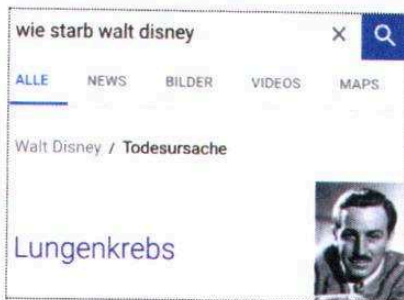 wie starb walt disney
ALLE NEWS BILDER VIDEOS MAPS
Walt Disney / Todesursache
Lungenkrebs